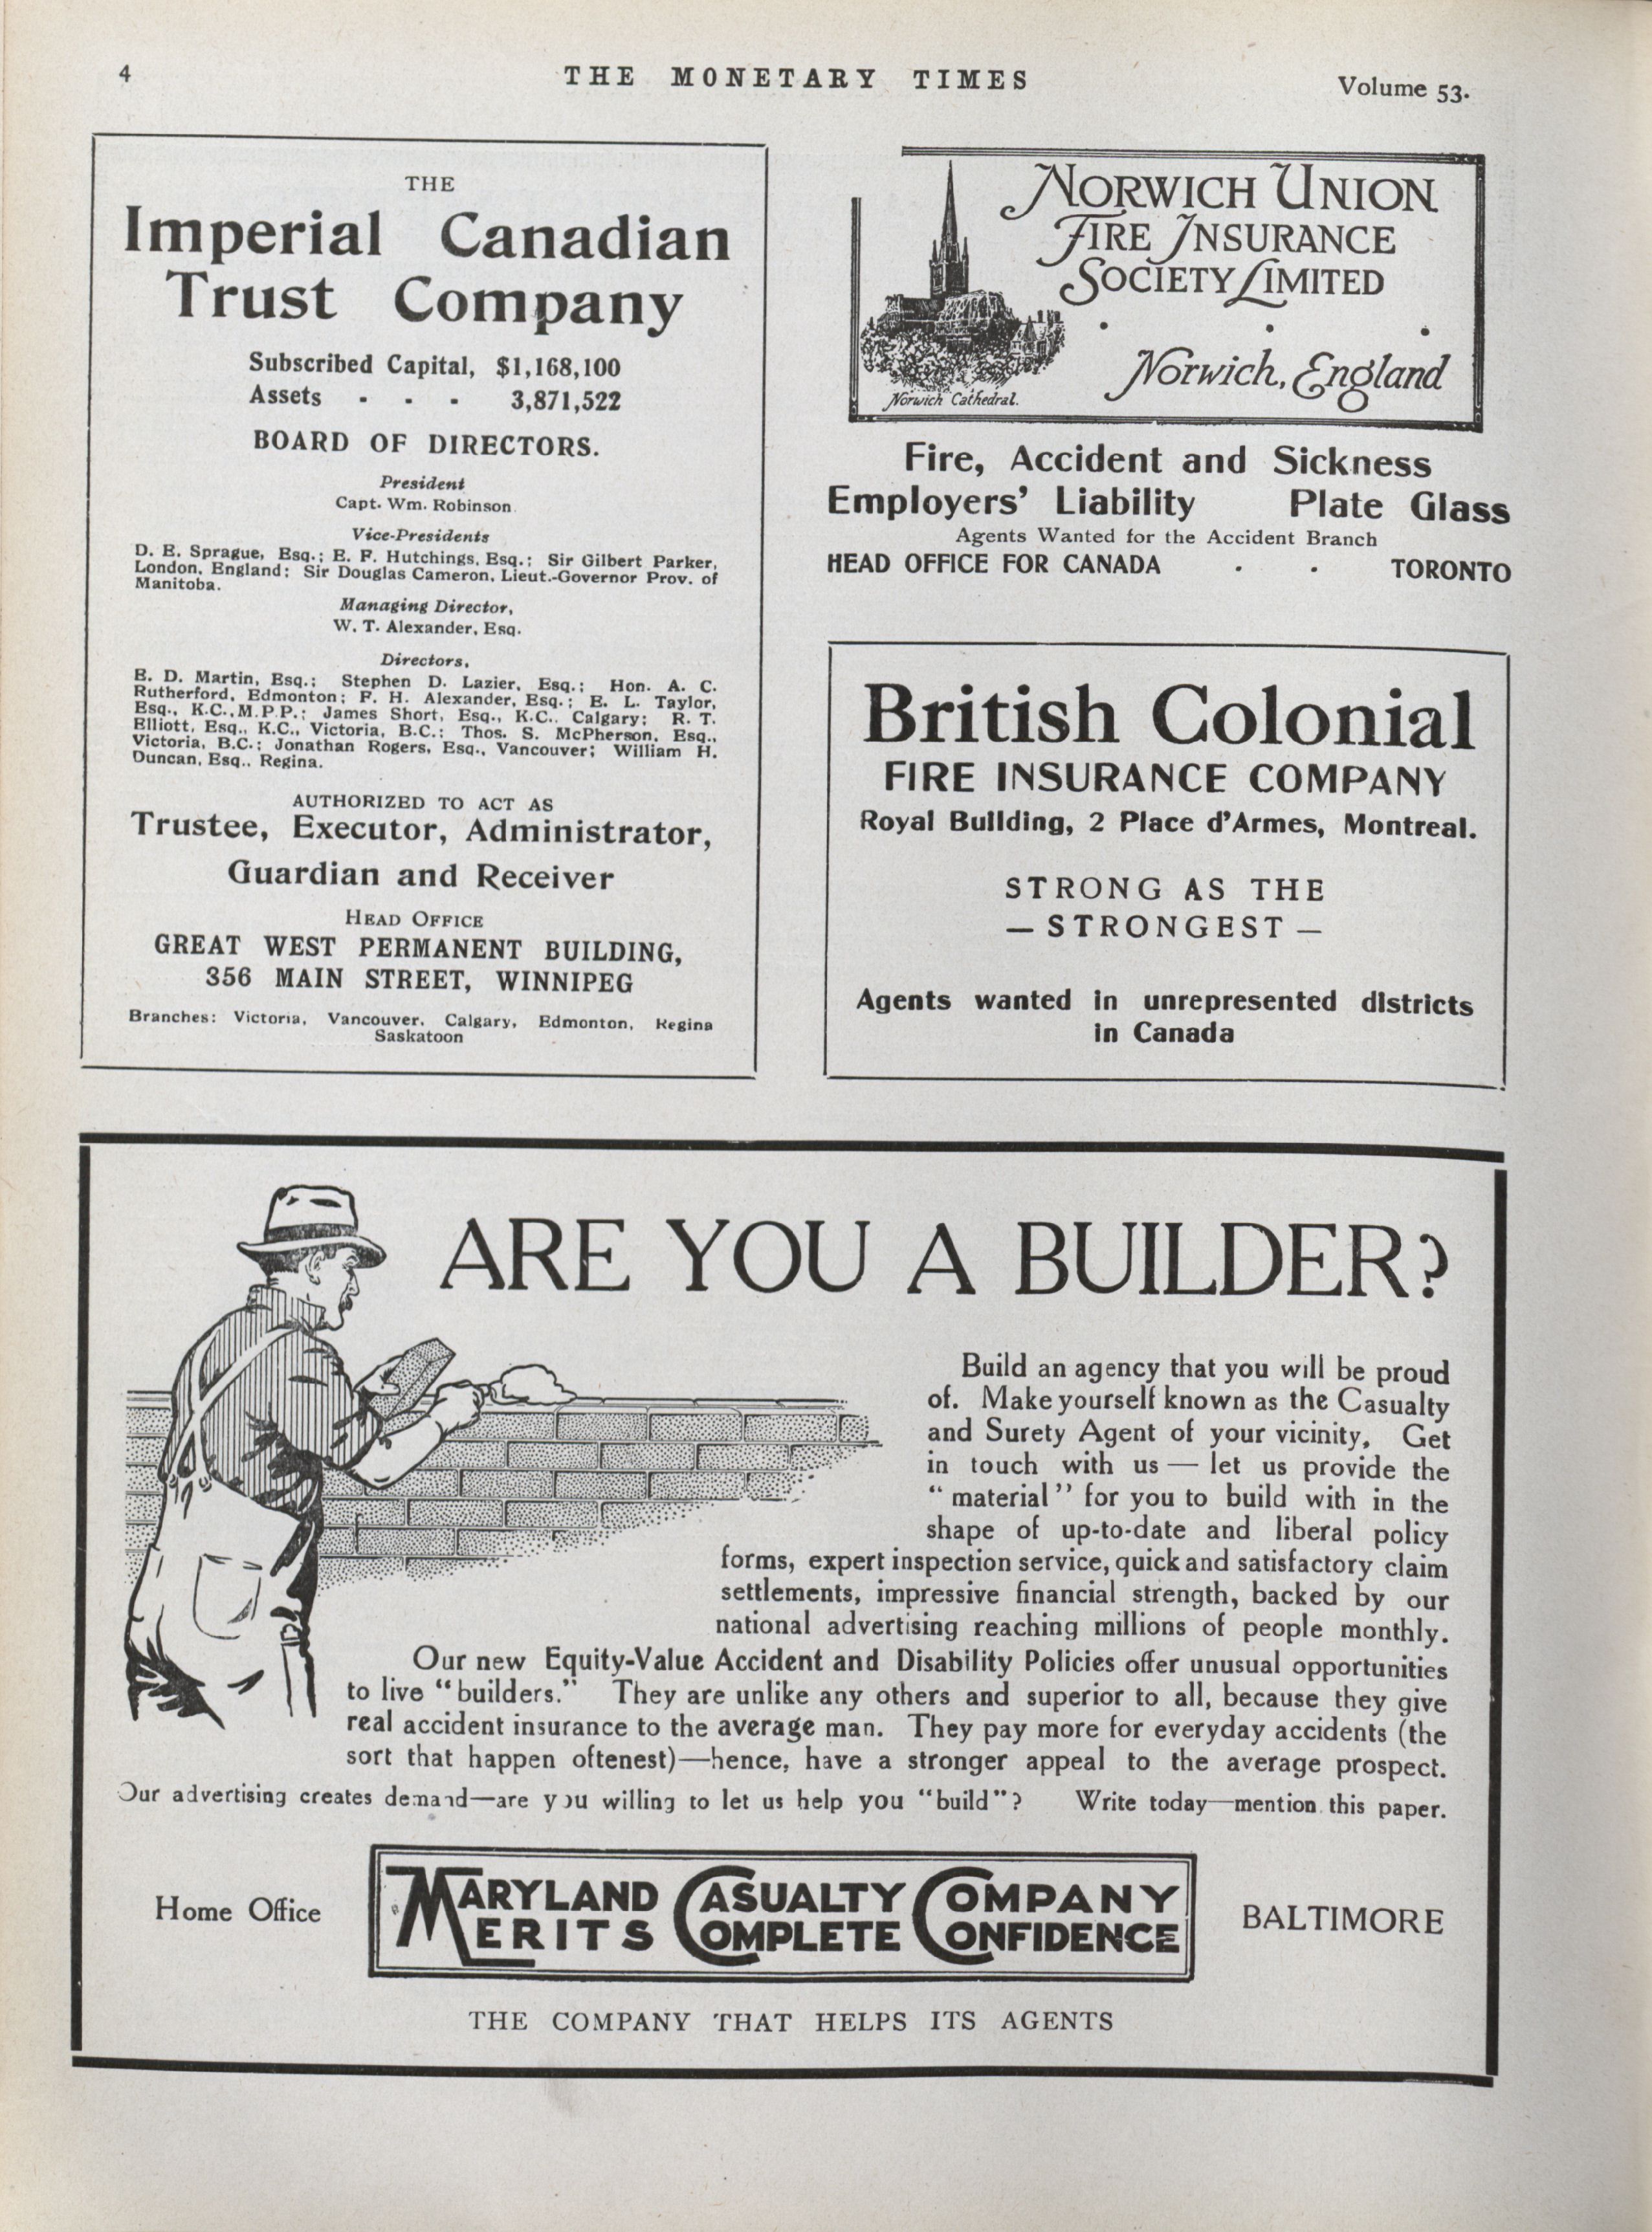 4
THE MONETARY TIMES
Volume 53.
THE
Imperial Canadian
Trust Company
Subscribed Capital, $1,168,100
Assets - - - 3,871,522
BOARD OF DIRECTORS.
President
Capt. Wm. Robinson.
Vice-Presidents
D. E. Sprague, Esq.; E. F. Hutchings, Esq.; Sir Gilbert Parker,
London, England; Sir Douglas Cameron, Lieut.-Governor Prov. of
Manitoba.
Managing Director,
W. T. Alexander, Esq.
Directors,
E. D. Martin, Esq.; Stephen D. Lazier, Esq.; Hon. A. C.
Rutherford, Edmonton; F. H. Alexander, Esq.; E. L. Taylor,
Esq., K.C., M.P.P.; James Short, Esq., K.C., Calgary; R. T.
Elliott, Esq., K.C., Victoria, B.C.; Thos. S. McPherson, Esq.,
Victoria, B.C.; Jonathan Rogers, Esq., Vancouver; William H.
Duncan, Esq., Regina.
AUTHORIZED TO ACT AS
Trustee, Executor, Administrator,
Guardian and Receiver
HEAD OFFICE
GREAT WEST PERMANENT BUILDING,
356 MAIN STREET, WINNIPEG
Branches: Victoria, Vancouver, Calgary, Edmonton, Regina
Saskatoon
NORWICH UNION
FIRE INSURANCE
SOCIETY LIMITED
Norwich, England
Norwich Cathedral.
Fire, Accident and Sickness
Employers' Liability Plate Glass
Agents Wanted for the Accident Branch
HEAD OFFICE FOR CANADA . . TORONTO
British Colonial
FIRE INSURANCE COMPANY
Royal Building, 2 Place d'Armes, Montreal.
STRONG AS THE
— STRONGEST —
Agents wanted in unrepresented districts
in Canada
ARE YOU A BUILDER?
Build an agency that you will be proud
of. Make yourself known as the Casualty
and Surety Agent of your vicinity, Get
in touch with us — let us provide the
"material" for you to build with in the
shape of up-to-date and liberal policy
forms, expert inspection service, quick and satisfactory claim
settlements, impressive financial strength, backed by our
national advertising reaching millions of people monthly.
Our new Equity-Value Accident and Disability Policies offer unusual opportunities
to live "builders." They are unlike any others and superior to all, because they give
real accident insurance to the average man. They pay more for everyday accidents (the
sort that happen oftenest)—hence, have a stronger appeal to the average prospect.
Our advertising creates demand—are you willing to let us help you "build"? Write today—mention this paper.
Home Office
MARYLAND CASUALTY COMPANY
MERITS COMPLETE CONFIDENCE
BALTIMORE
THE COMPANY THAT HELPS ITS AGENTS